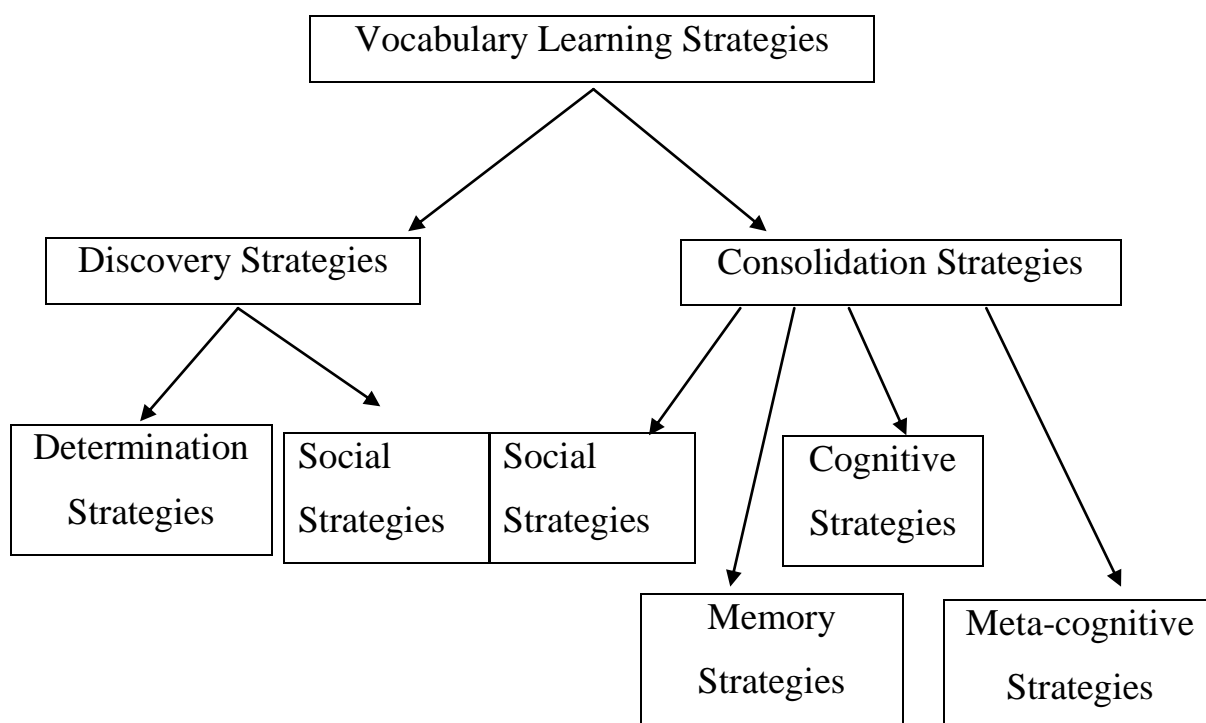 Vocabulary Learning Strategies
Discovery Strategies
Consolidation Strategies
Determination
Strategies
Social
Strategies
Social
Strategies
Cognitive
Strategies
Memory
Strategies
Meta-cognitive
Strategies